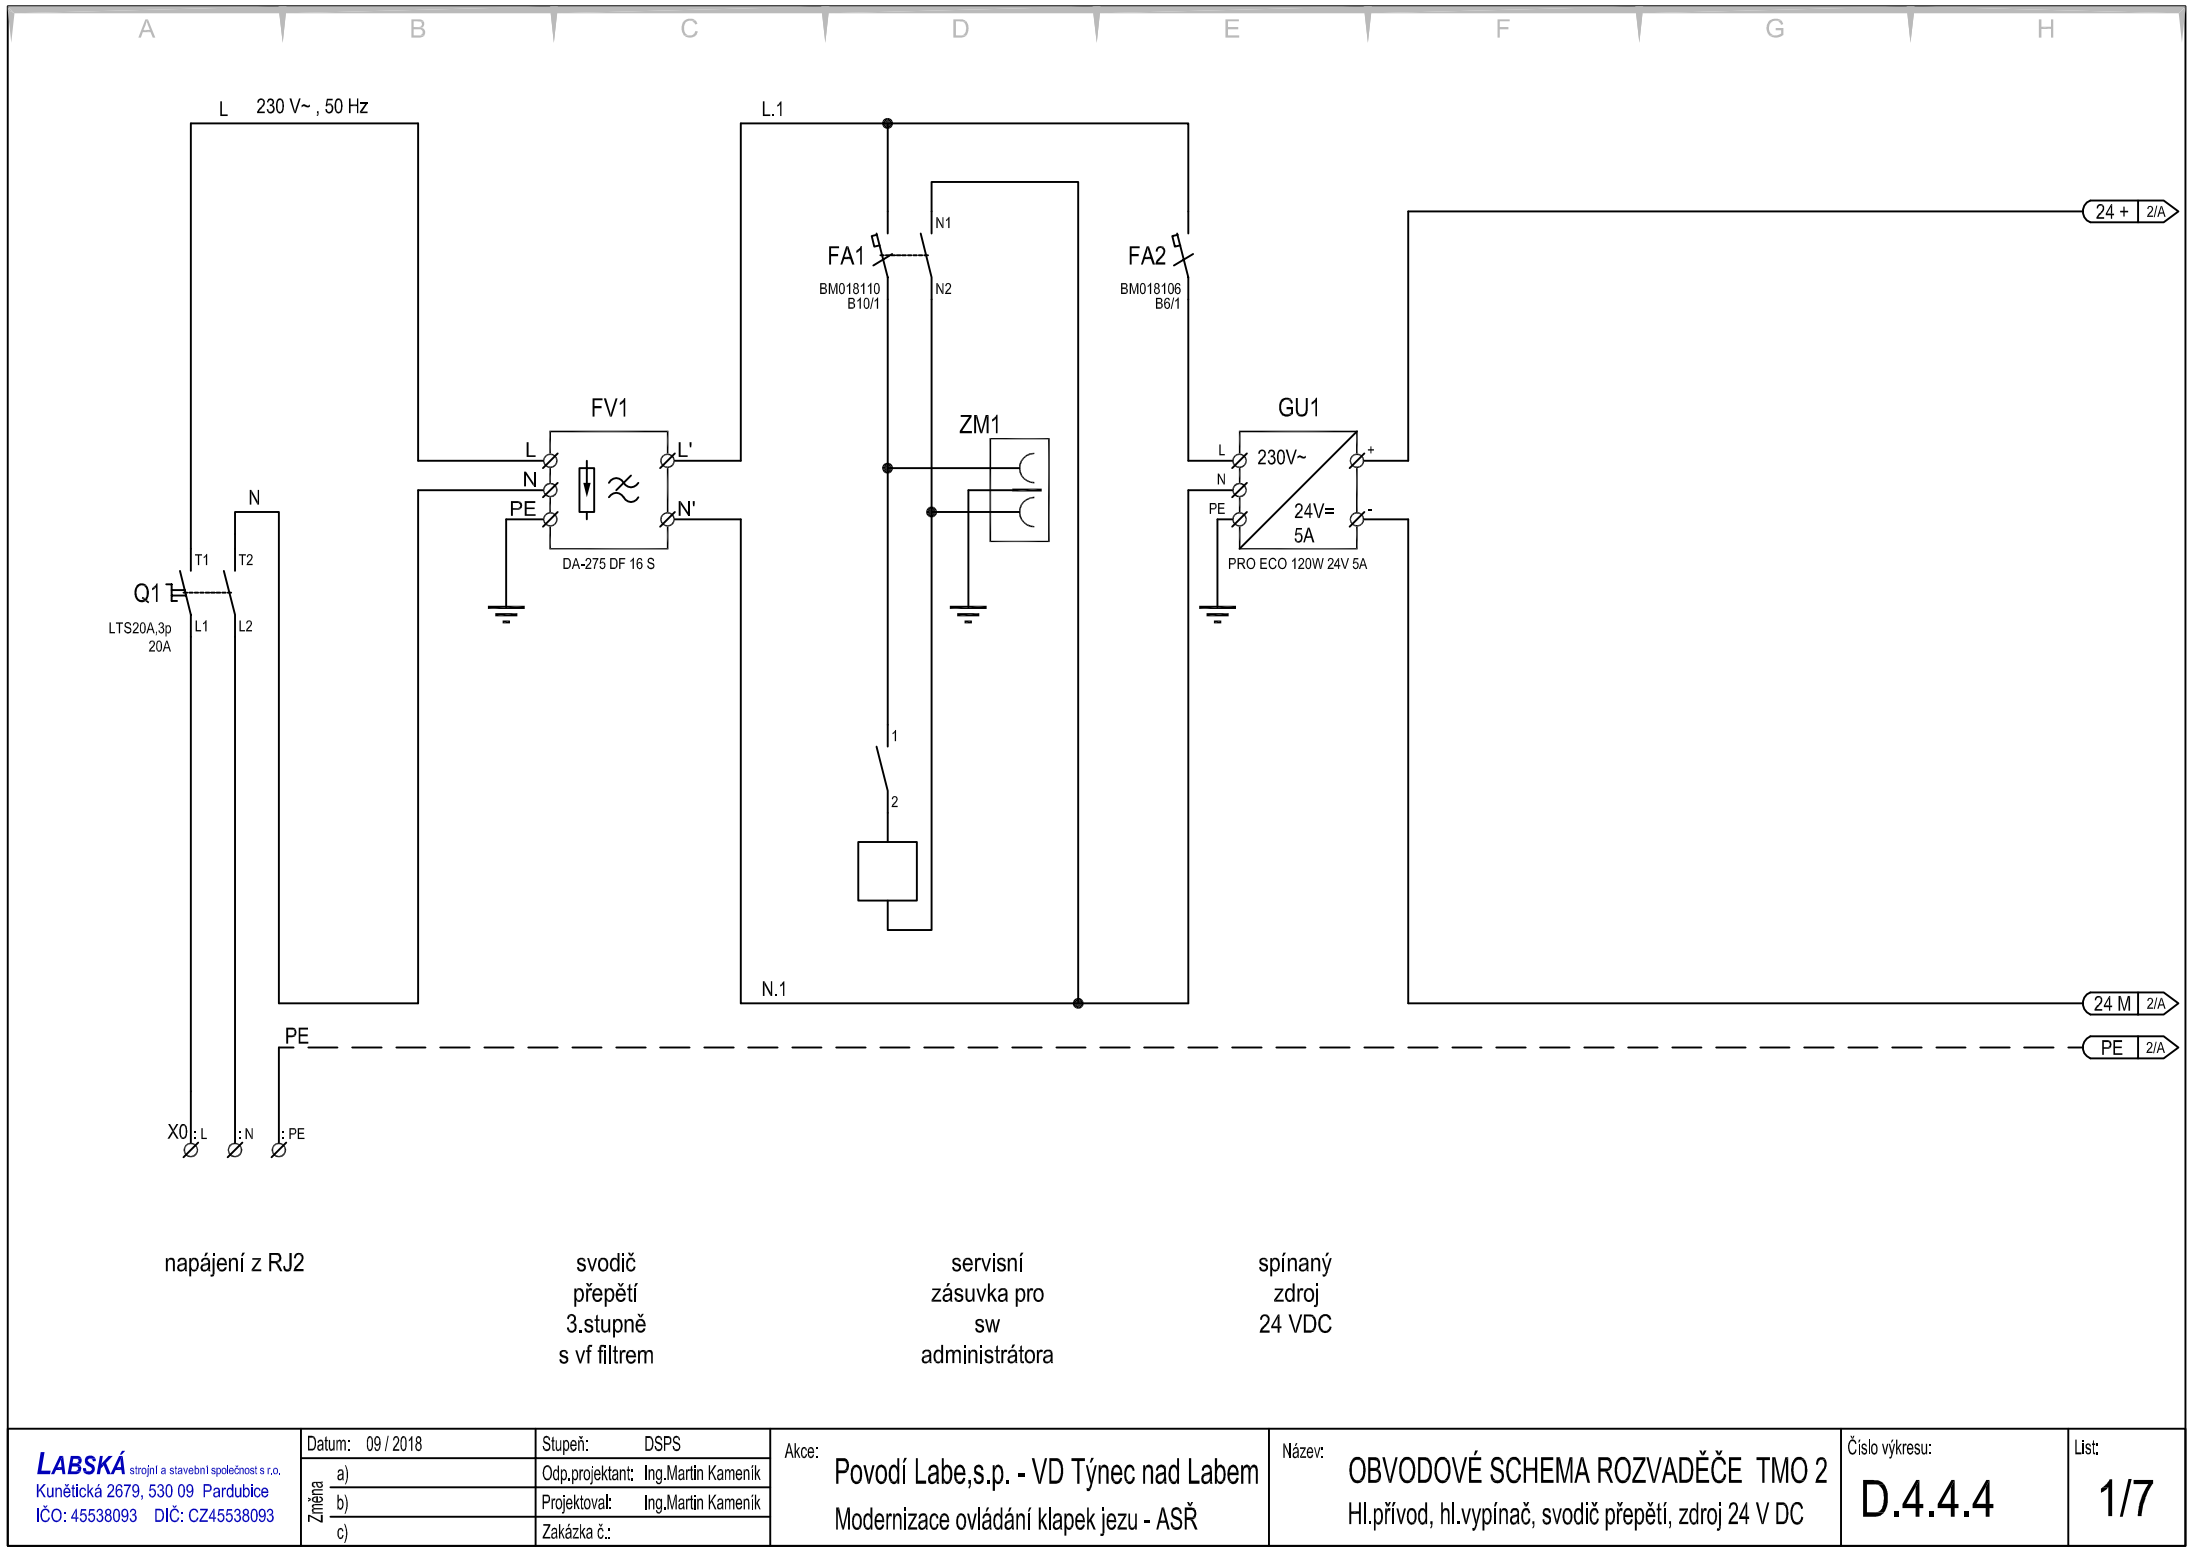 A B C D E F G H
L 230 V~ , 50 Hz
L.1
24 + 2/A
N1
FA1
BM018110
B10/1
N2
FA2
BM018106
B6/1
FV1
L
N
PE
L'
N'
DA-275 DF 16 S
ZM1
GU1
L
N
PE
230V~
24V=
5A
+
-
PRO ECO 120W 24V 5A
N
T1 T2
Q1
LTS20A,3p
20A
L1 L2
1
2
N.1
24 M 2/A
PE
PE 2/A
X0 : L : N : PE
napájení z RJ2
svodič
přepětí
3.stupně
s vf filtrem
servisní
zásuvka pro
sw
administrátora
spínaný
zdroj
24 VDC
LABSKÁ strojní a stavební společnost s r.o.
Kunětická 2679, 530 09 Pardubice
IČO: 45538093 DIČ: CZ45538093
Datum: 09 / 2018
Změna
a)
b)
c)
Stupeň: DSPS
Odp.projektant: Ing.Martin Kameník
Projektoval: Ing.Martin Kameník
Zakázka č.:
Akce:
Povodí Labe,s.p. - VD Týnec nad Labem
Modernizace ovládání klapek jezu - ASŘ
Název:
OBVODOVÉ SCHEMA ROZVADĚČE TMO 2
Hl.přívod, hl.vypínač, svodič přepětí, zdroj 24 V DC
Číslo výkresu:
D.4.4.4
List:
1/7